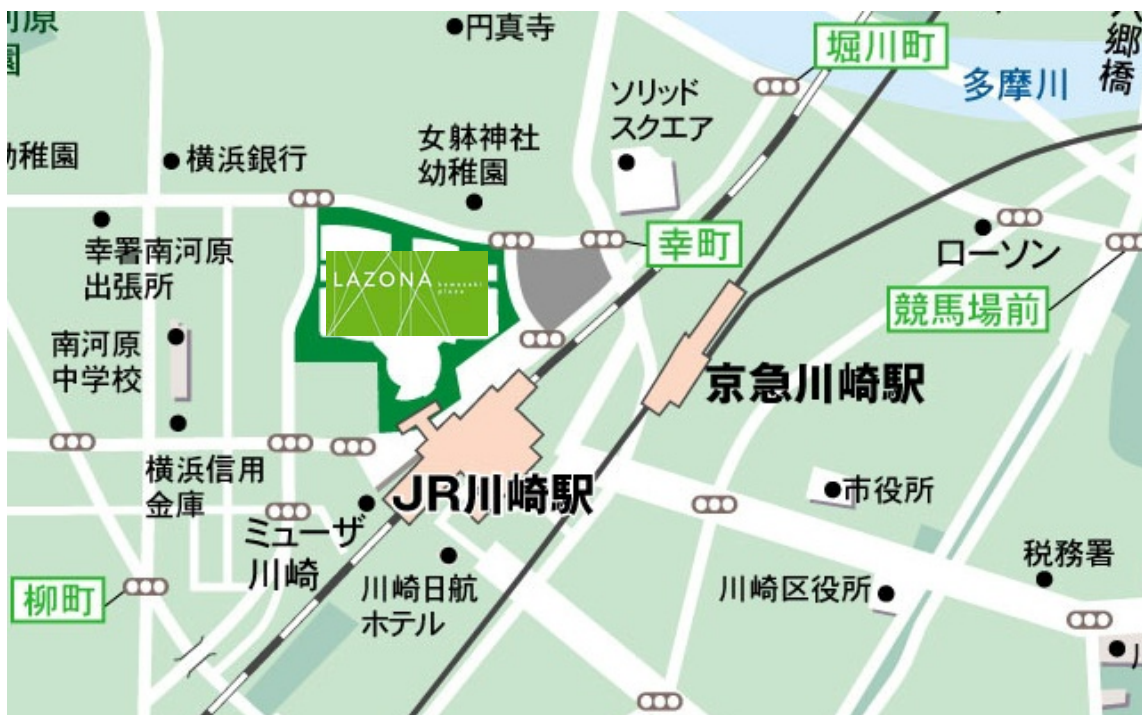 円真寺
堀川町
多摩川
郷
橋
ソリッド
スクエア
女躰神社
幼稚園
稚園
横浜銀行
幸町
ローソン
幸署南河原
出張所
LAZONA
kawasaki
plaza
競馬場前
南河原
中学校
京急川崎駅
横浜信用
金庫
JR川崎駅
市役所
ミューザ
川崎
税務署
柳町
川崎日航
ホテル
川崎区役所